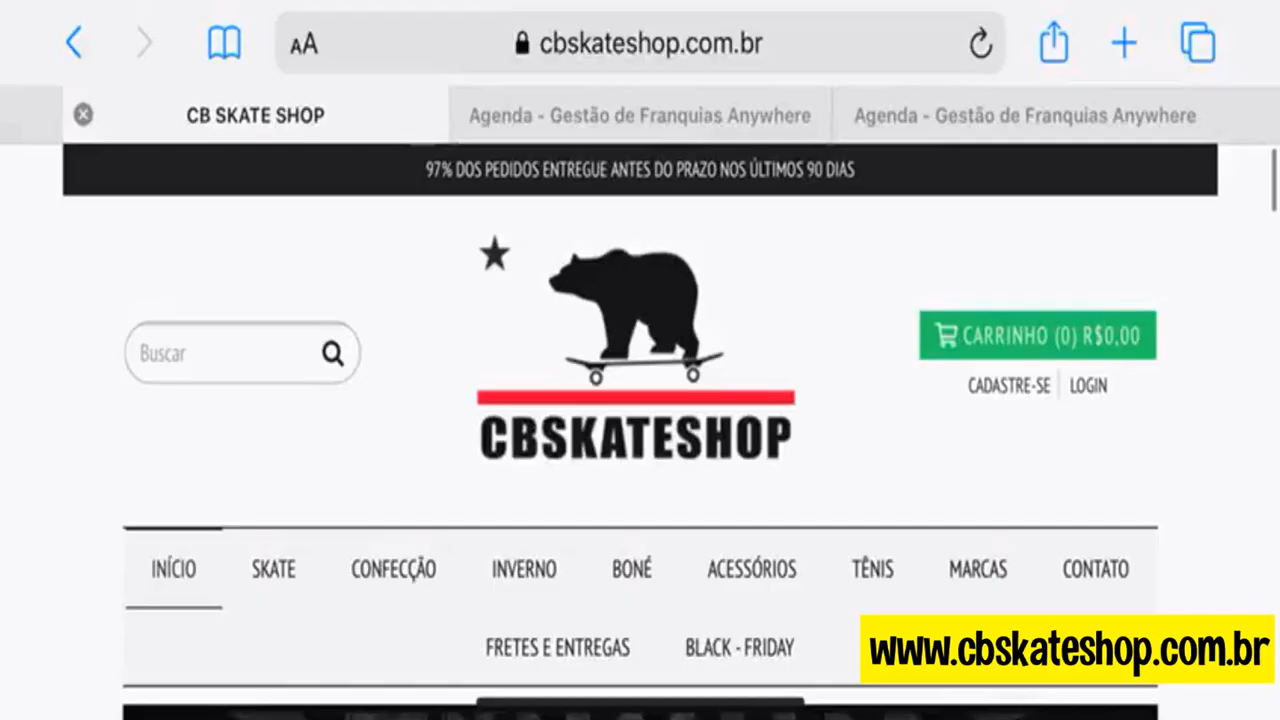 AA
cbskateshop.com.br
CB SKATE SHOP
Agenda - Gestão de Franquias Anywhere
Agenda - Gestão de Franquias Anywhere
97% DOS PEDIDOS ENTREGUE ANTES DO PRAZO NOS ÚLTIMOS 90 DIAS
Buscar
CARRINHO (0) R$0,00
CADASTRE-SE LOGIN
CBSKATESHOP
INÍCIO SKATE CONFECÇÃO INVERNO BONÉ ACESSÓRIOS TÊNIS MARCAS CONTATO
FRETES E ENTREGAS BLACK - FRIDAY
www.cbskateshop.com.br